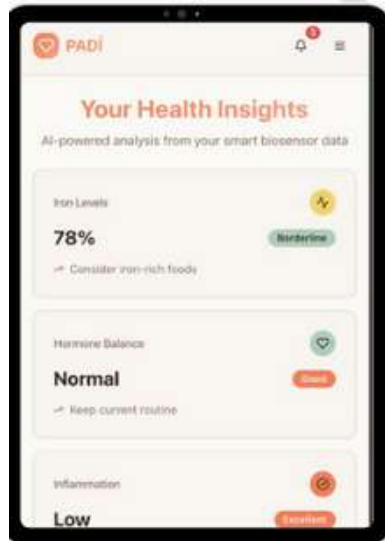 PADÍ
Your Health Insights
AI-powered analysis from your smart biosensor data
Iron Levels
78%
Borderline
Consider iron-rich foods
Hormone Balance
Normal
Good
Keep current routine
Inflammation
Low
Excellent